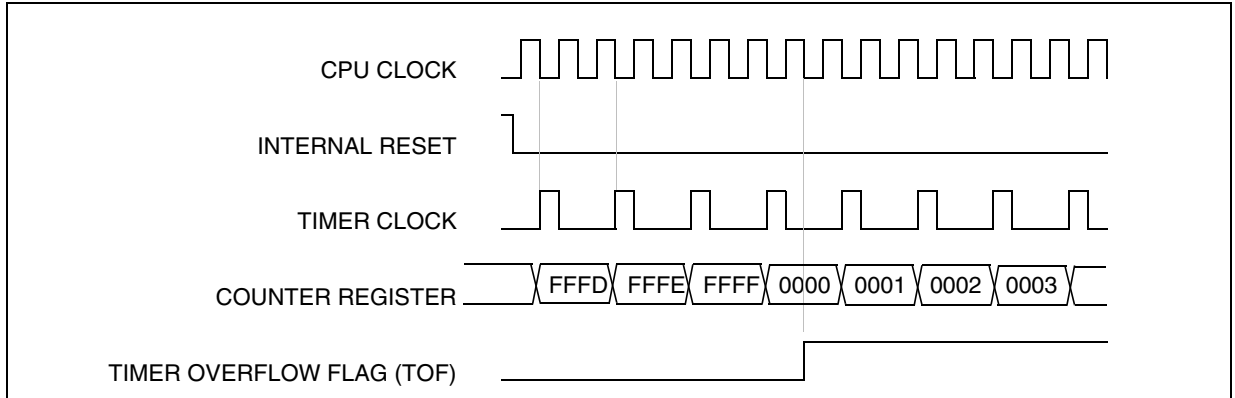 CPU CLOCK
INTERNAL RESET
TIMER CLOCK
COUNTER REGISTER FFFD FFFE FFFF 0000 0001 0002 0003
TIMER OVERFLOW FLAG (TOF)